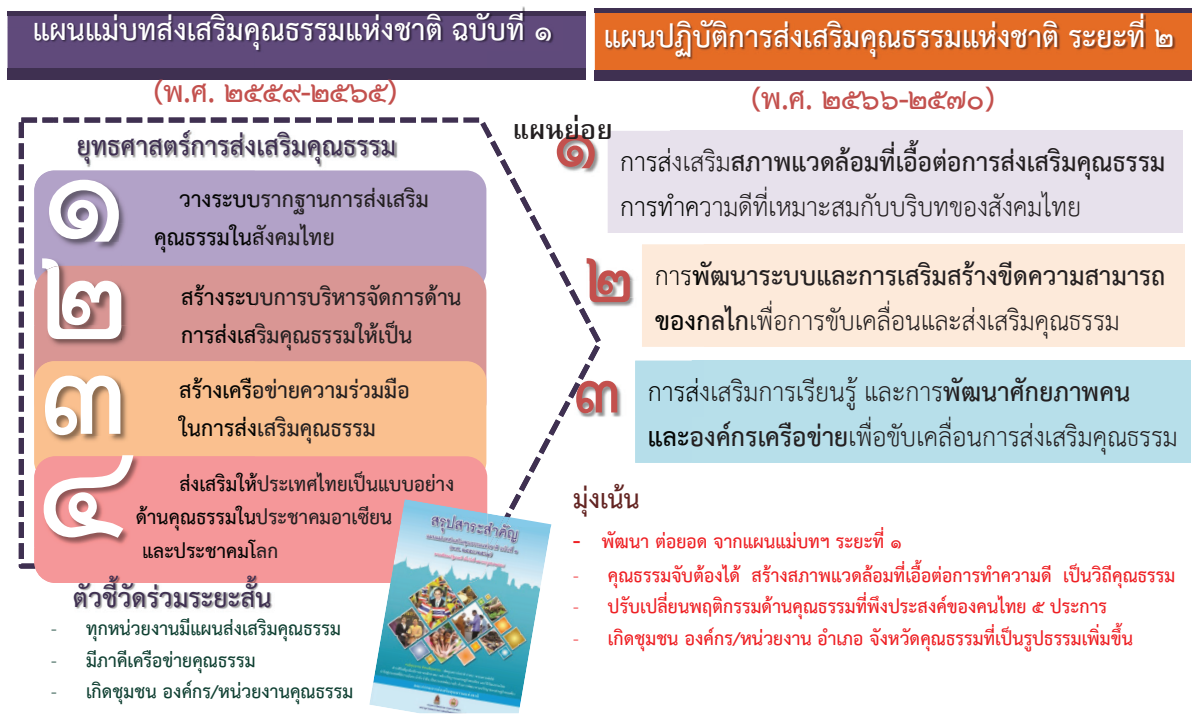 แผนแม่บทส่งเสริมคุณธรรมแห่งชาติ ฉบับที่ ๑
(พ.ศ. ๒๕๕๙-๒๕๖๕)
ยุทธศาสตร์การส่งเสริมคุณธรรม
๑
วางระบบรากฐานการส่งเสริม
คุณธรรมในสังคมไทย
๒
สร้างระบบการบริหารจัดการด้าน
การส่งเสริมคุณธรรมให้เป็น
๓
สร้างเครือข่ายความร่วมมือ
ในการส่งเสริมคุณธรรม
๔
ส่งเสริมให้ประเทศไทยเป็นแบบอย่าง
ด้านคุณธรรมในประชาคมอาเซียน
และประชาคมโลก
สรุปสาระสำคัญ
ตัวชี้วัดร่วมระยะสั้น
- ทุกหน่วยงานมีแผนส่งเสริมคุณธรรม
- มีภาคีเครือข่ายคุณธรรม
- เกิดชุมชน องค์กร/หน่วยงานคุณธรรม
แผนปฏิบัติการส่งเสริมคุณธรรมแห่งชาติ ระยะที่ ๒
(พ.ศ. ๒๕๖๖-๒๕๗๐)
แผนย่อย
๑
การส่งเสริมสภาพแวดล้อมที่เอื้อต่อการส่งเสริมคุณธรรม
การทำความดีที่เหมาะสมกับบริบทของสังคมไทย
๒
การพัฒนาระบบและการเสริมสร้างขีดความสามารถ
ของกลไกเพื่อการขับเคลื่อนและส่งเสริมคุณธรรม
๓
การส่งเสริมการเรียนรู้ และการพัฒนาศักยภาพคน
และองค์กรเครือข่ายเพื่อขับเคลื่อนการส่งเสริมคุณธรรม
มุ่งเน้น
- พัฒนา ต่อยอด จากแผนแม่บทฯ ระยะที่ ๑
- คุณธรรมจับต้องได้ สร้างสภาพแวดล้อมที่เอื้อต่อการทำความดี เป็นวิถีคุณธรรม
- ปรับเปลี่ยนพฤติกรรมด้านคุณธรรมที่พึงประสงค์ของคนไทย ๕ ประการ
- เกิดชุมชน องค์กร/หน่วยงาน อำเภอ จังหวัดคุณธรรมที่เป็นรูปธรรมเพิ่มขึ้น